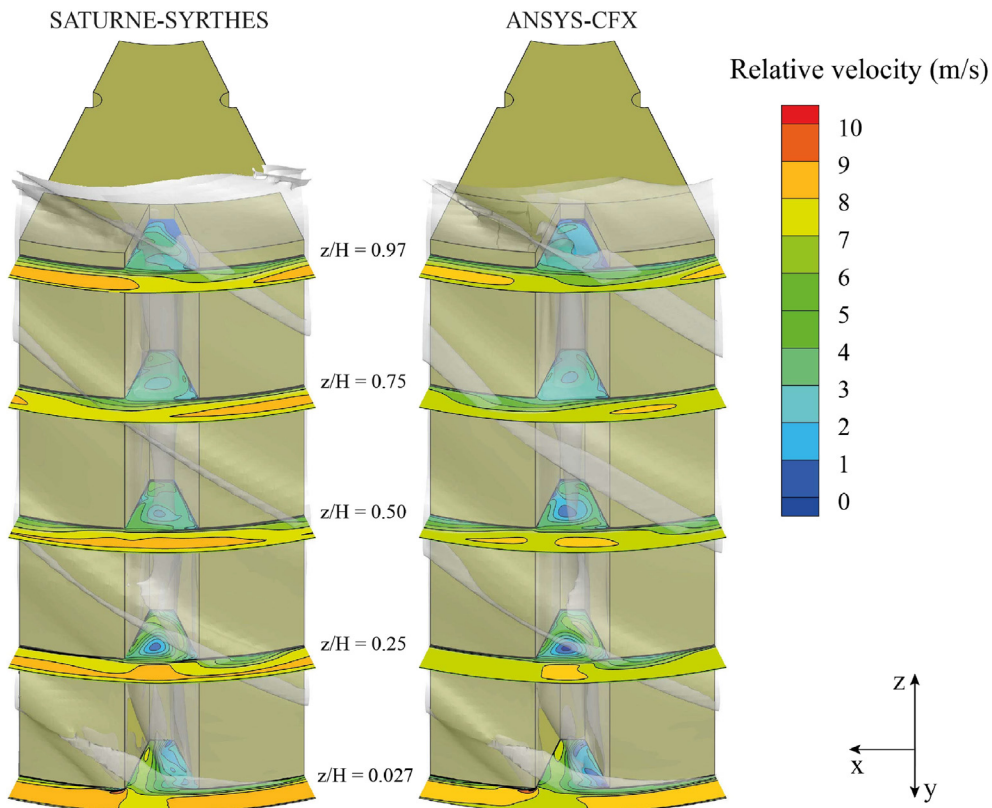 SATURNE-SYRTHES
ANSYS-CFX
Relative velocity (m/s)
10
9
8
7
6
5
4
3
2
1
0
z/H = 0.97
z/H = 0.75
z/H = 0.50
z/H = 0.25
z/H = 0.027
z
x
y